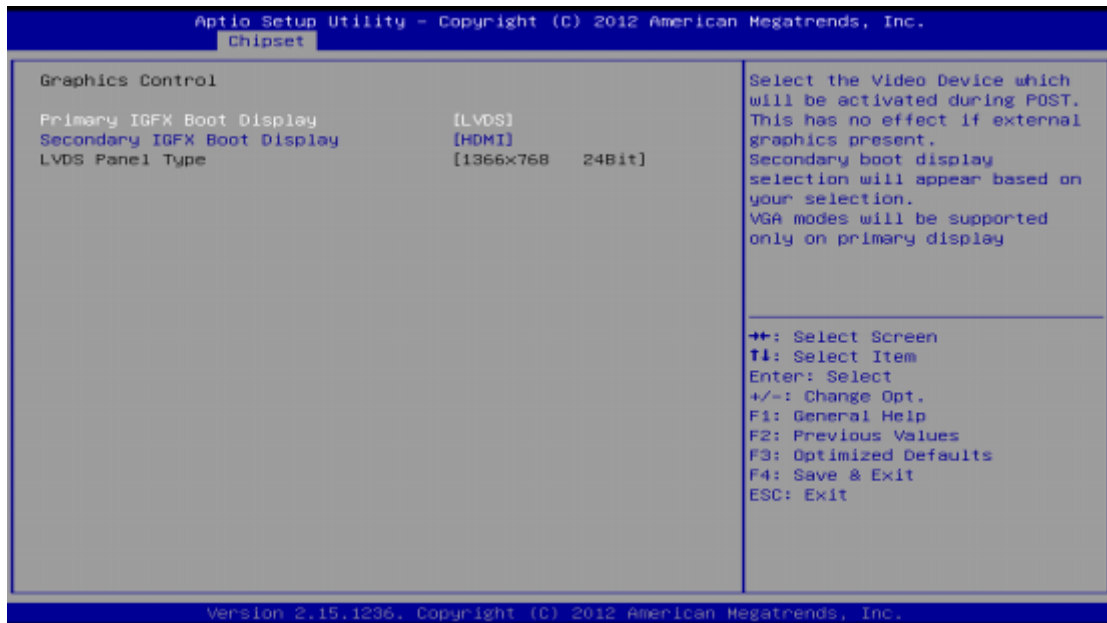 Aptio Setup Utility - Copyright (C) 2012 American Megatrends, Inc.
Chipset
Graphics Control
Primary IGFX Boot Display [LVDS]
Secondary IGFX Boot Display [HDMI]
LVDS Panel Type [1366x768 24Bit]
Select the Video Device which
will be activated during POST.
This has no effect if external
graphics present.
Secondary boot display
selection will appear based on
your selection.
VGA modes will be supported
only on primary display
→←: Select Screen
↑↓: Select Item
Enter: Select
+/-: Change Opt.
F1: General Help
F2: Previous Values
F3: Optimized Defaults
F4: Save & Exit
ESC: Exit
Version 2.15.1236. Copyright (C) 2012 American Megatrends, Inc.